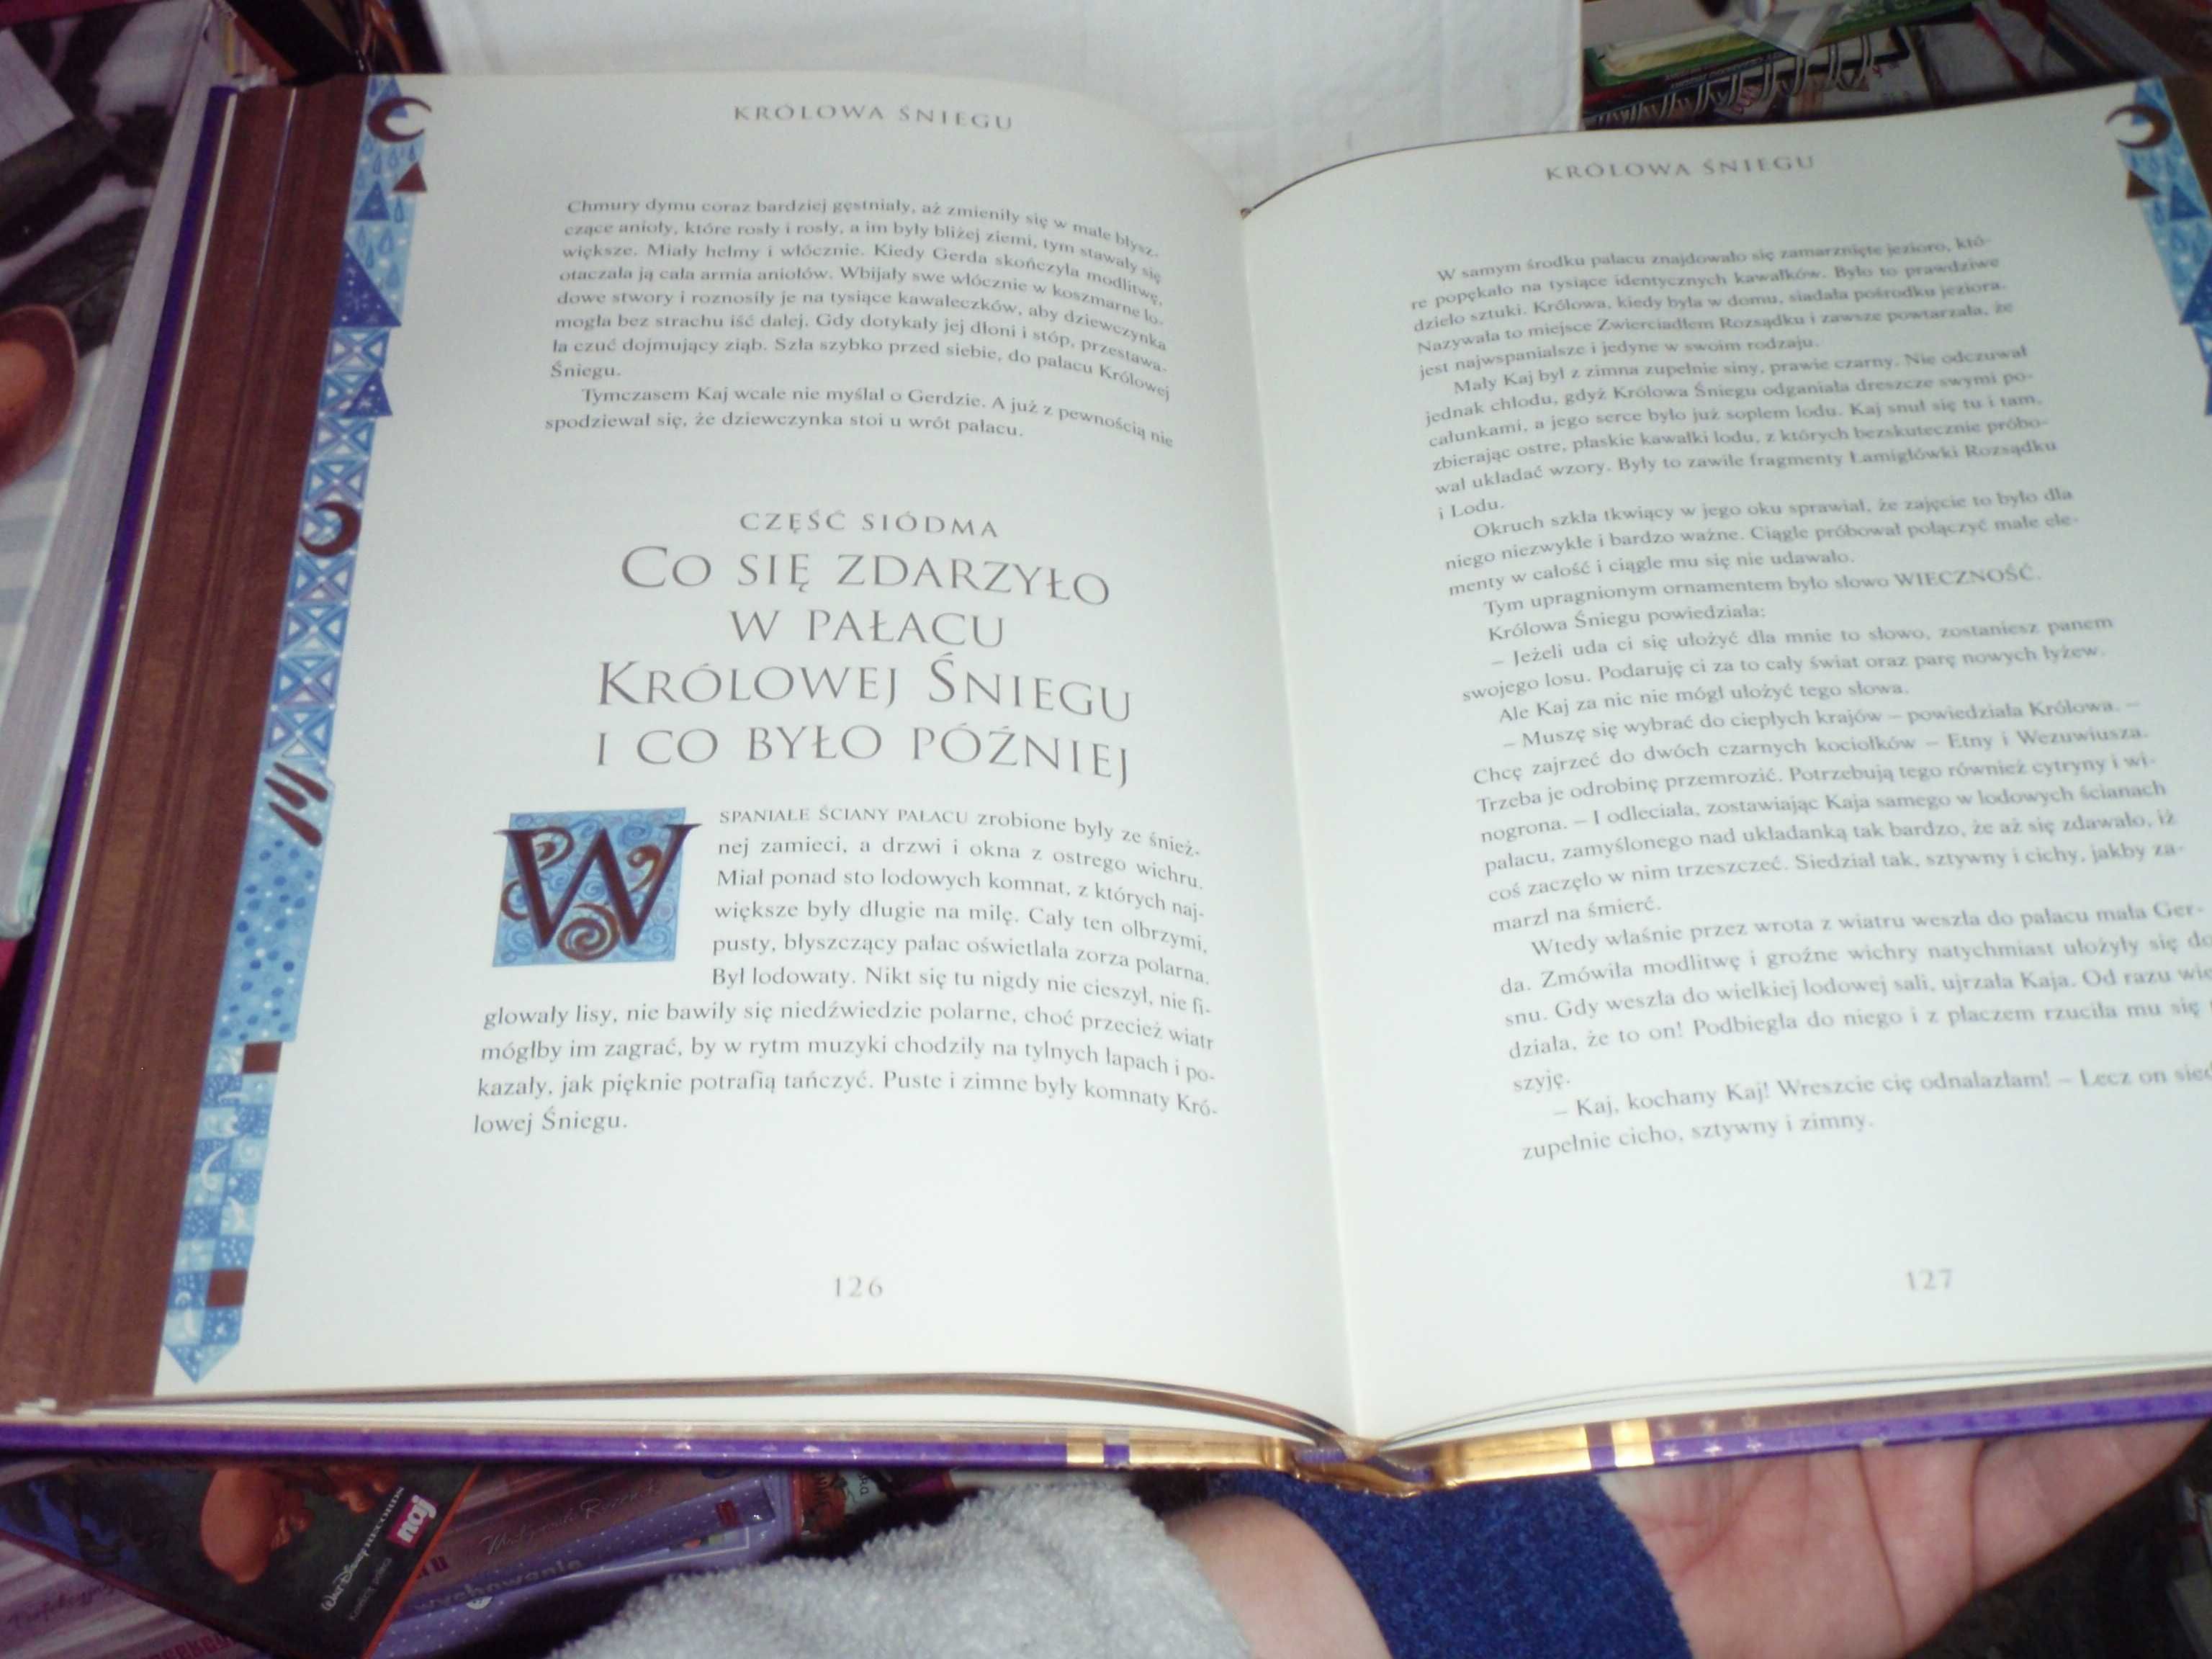 KRÓLOWA ŚNIEGU
Chmury dymu coraz bardziej gęstniały, aż zmieniły się w małe błysz-
czące anioły, które rosły i rosły, a im były bliżej ziemi, tym stawały się
większe. Miały hełmy i włócznie. Kiedy Gerda skończyła modlitwę,
otaczała ją cała armia aniołów. Wbijały swe włócznie w koszmarne lo-
dowe stwory i roznosiły je na tysiące kawałeczków, aby dziewczynka
mogła bez strachu iść dalej. Gdy dotykały jej dłoni i stóp, przestawa-
ła czuć dojmujący ziąb. Szła szybko przed siebie, do pałacu Królowej
Śniegu.
Tymczasem Kaj wcale nie myślał o Gerdzie. A już z pewnością nie
spodziewał się, że dziewczynka stoi u wrót pałacu.
CZĘŚĆ SIÓDMA
CO SIĘ ZDARZYŁO
W PAŁACU
KRÓLOWEJ ŚNIEGU
I CO BYŁO PÓŹNIEJ
WSPANIAŁE ŚCIANY PAŁACU zrobione były ze śnież-
nej zamieci, a drzwi i okna z ostrego wichru.
Miał ponad sto lodowych komnat, z których naj-
większe były długie na milę. Cały ten olbrzymi,
pusty, błyszczący pałac oświetlała zorza polarna.
Był lodowaty. Nikt się tu nigdy nie cieszył, nie fi-
glowały lisy, nie bawiły się niedźwiedzie polarne, choć przecież wiatr
mógłby im zagrać, by w rytm muzyki chodziły na tylnych łapach i po-
kazały, jak pięknie potrafią tańczyć. Puste i zimne były komnaty Kró-
lowej Śniegu.
126
KRÓLOWA ŚNIEGU
W samym środku pałacu znajdowało się zamarznięte jezioro, któ-
re popękało na tysiące identycznych kawałków. Było to prawdziwe
dzieło sztuki. Królowa, kiedy była w domu, siadała pośrodku jeziora.
Nazywała to miejsce Zwierciadłem Rozsądku i zawsze powtarzała, że
jest najwspanialsze i jedyne w swoim rodzaju.
Mały Kaj był z zimna zupełnie siny, prawie czarny. Nie odczuwał
jednak chłodu, gdyż Królowa Śniegu odganiała dreszcze swymi po-
całunkami, a jego serce było już soplem lodu. Kaj snuł się tu i tam,
zbierając ostre, płaskie kawałki lodu, z których bezskutecznie próbo-
wał układać wzory. Były to zawiłe fragmenty Łamigłówki Rozsądku
i Lodu.
Okruch szkła tkwiący w jego oku sprawiał, że zajęcie to było dla
niego niezwykłe i bardzo ważne. Ciągle próbował połączyć małe ele-
menty w całość i ciągle mu się nie udawało.
Tym upragnionym ornamentem było słowo WIECZNOŚĆ.
Królowa Śniegu powiedziała:
– Jeżeli uda ci się ułożyć dla mnie to słowo, zostaniesz panem
swojego losu. Podaruję ci za to cały świat oraz parę nowych łyżew.
Ale Kaj za nic nie mógł ułożyć tego słowa.
– Muszę się wybrać do ciepłych krajów – powiedziała Królowa. –
Chcę zajrzeć do dwóch czarnych kociołków – Etny i Wezuwiusza.
Trzeba je odrobinę przemrozić. Potrzebują tego również cytryny i wi-
nogrona. – I odleciała, zostawiając Kaja samego w lodowych ścianach
pałacu, zamyślonego nad układanką tak bardzo, że aż się zdawało, iż
coś zaczęło w nim trzeszczeć. Siedział tak, sztywny i cichy, jakby za-
marzł na śmierć.
Wtedy właśnie przez wrota z wiatru weszła do pałacu mała Ger-
da. Zmówiła modlitwę i groźne wichry natychmiast ułożyły się do
snu. Gdy weszła do wielkiej lodowej sali, ujrzała Kaja. Od razu wie
działa, że to on! Podbiegła do niego i z płaczem rzuciła mu się
szyję.
– Kaj, kochany Kaj! Wreszcie cię odnalazłam! – Lecz on sied
zupełnie cicho, sztywny i zimny.
127
WALT DISNEY RECORDS
naj
wychowanie